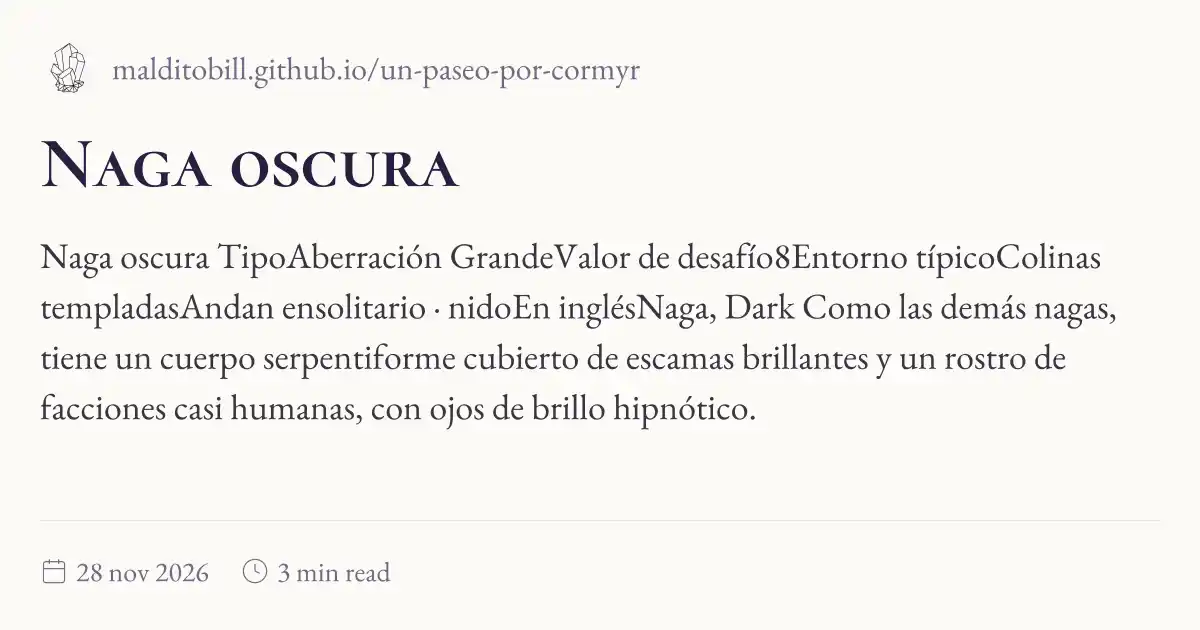 malditobill.github.io/un-paseo-por-cormyr
Naga oscura
Naga oscura TipoAberración GrandeValor de desafío8Entorno típicoColinas
templadasAndan ensolitario · nidoEn inglésNaga, Dark Como las demás nagas,
tiene un cuerpo serpentiforme cubierto de escamas brillantes y un rostro de
facciones casi humanas, con ojos de brillo hipnótico.
28 nov 2026 3 min read